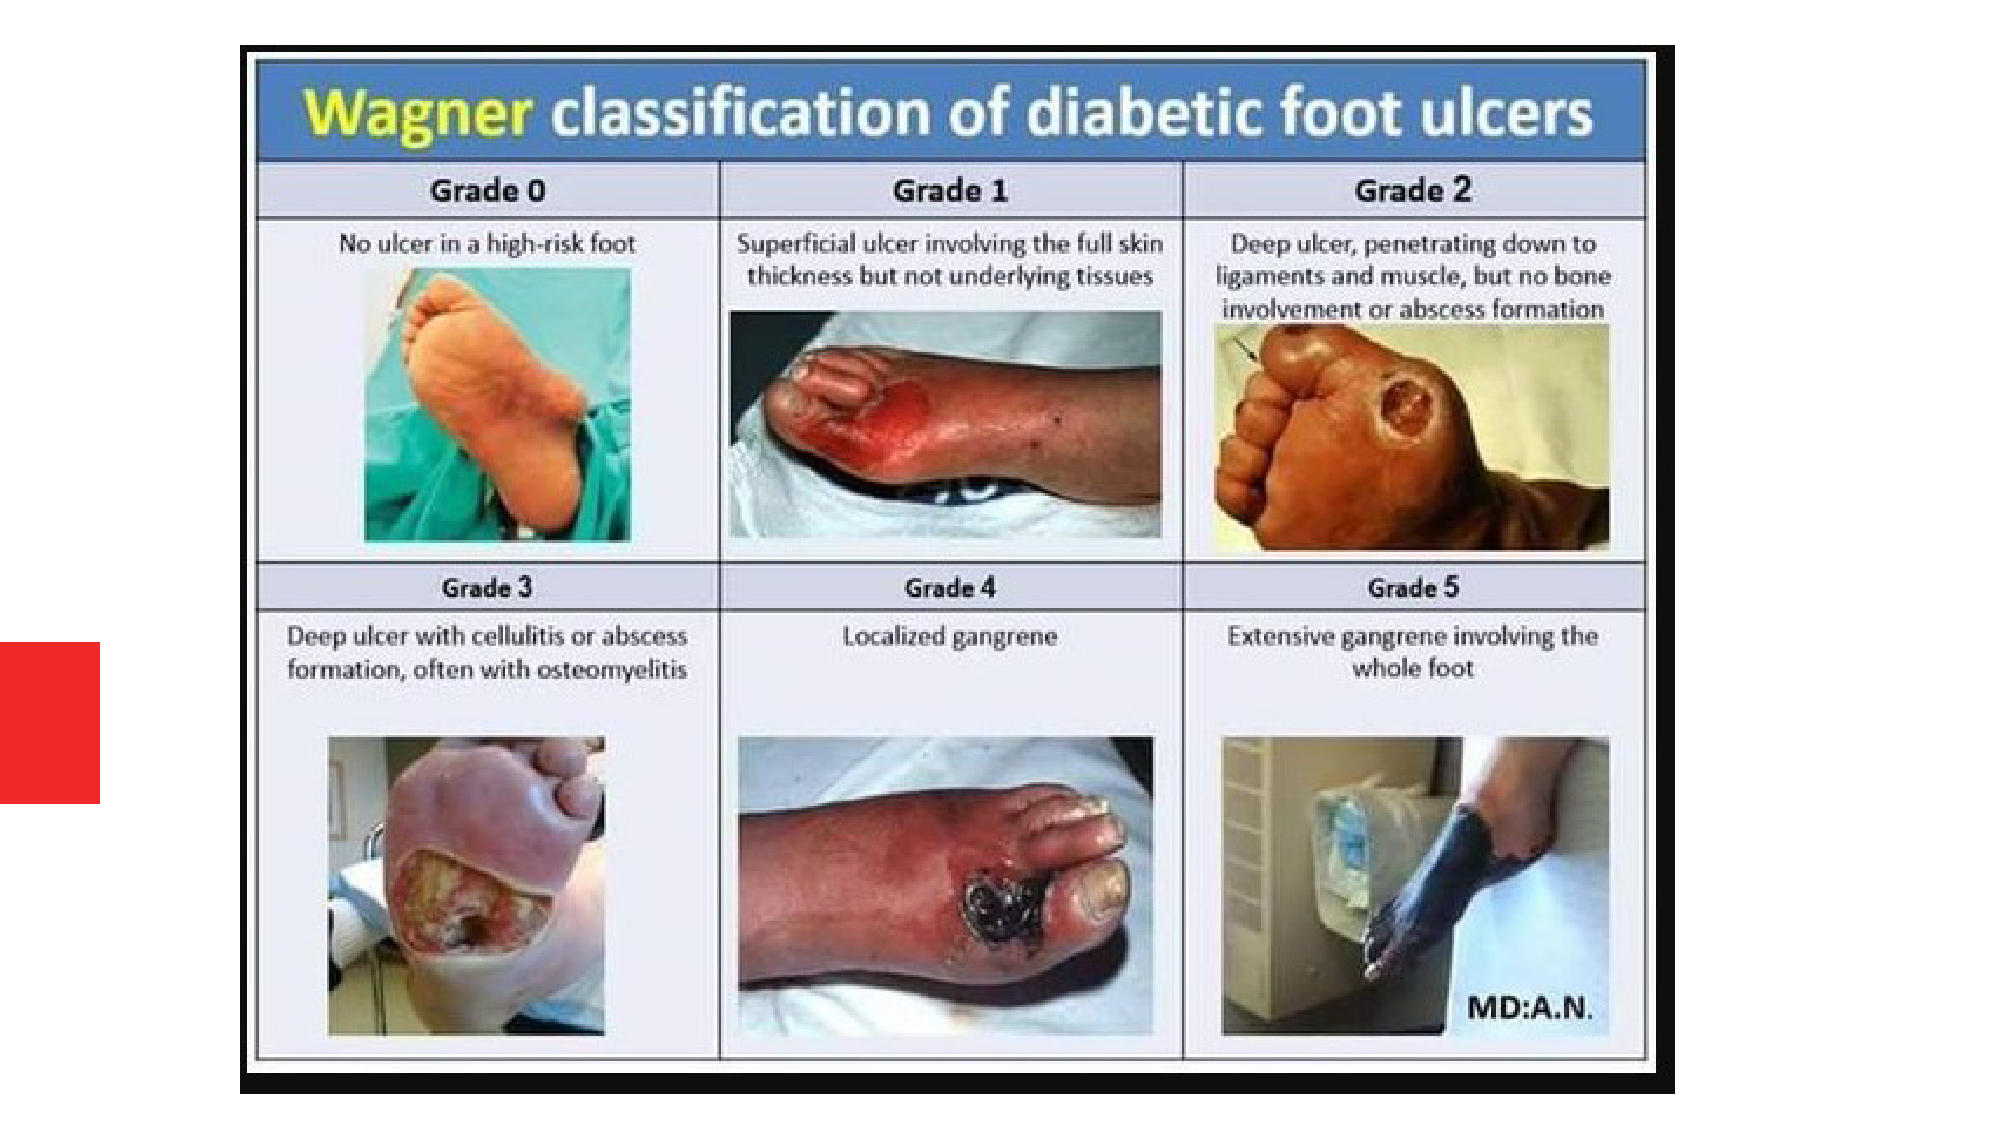 Wagner classification of diabetic foot ulcers
Grade 0
Grade 1
Grade 2
No ulcer in a high-risk foot
Superficial ulcer involving the full skin
thickness but not underlying tissues
Deep ulcer, penetrating down to
ligaments and muscle, but no bone
involvement or abscess formation
Grade 3
Grade 4
Grade 5
Deep ulcer with cellulitis or abscess
formation, often with osteomyelitis
Localized gangrene
Extensive gangrene involving the
whole foot
MD:A.N.